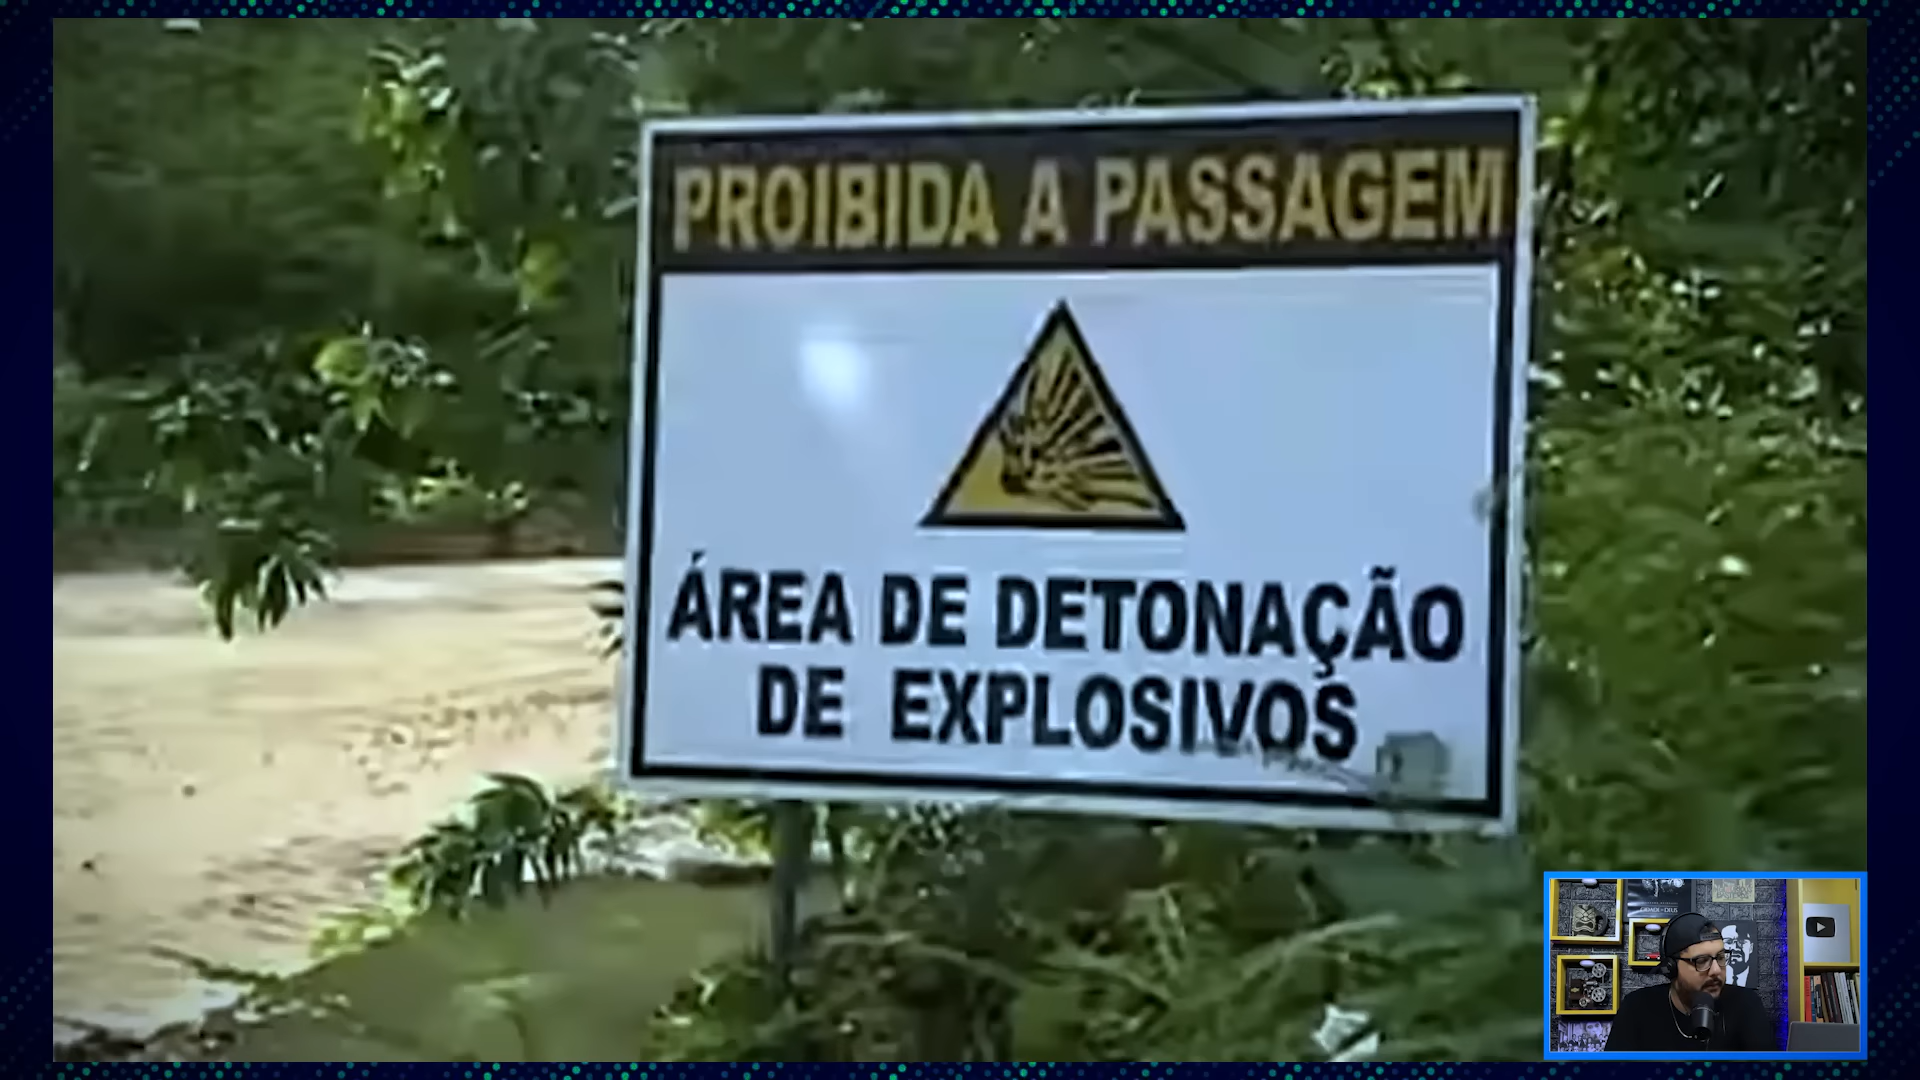 PROIBIDA A PASSAGEM
ÁREA DE DETONAÇÃO
DE EXPLOSIVOS